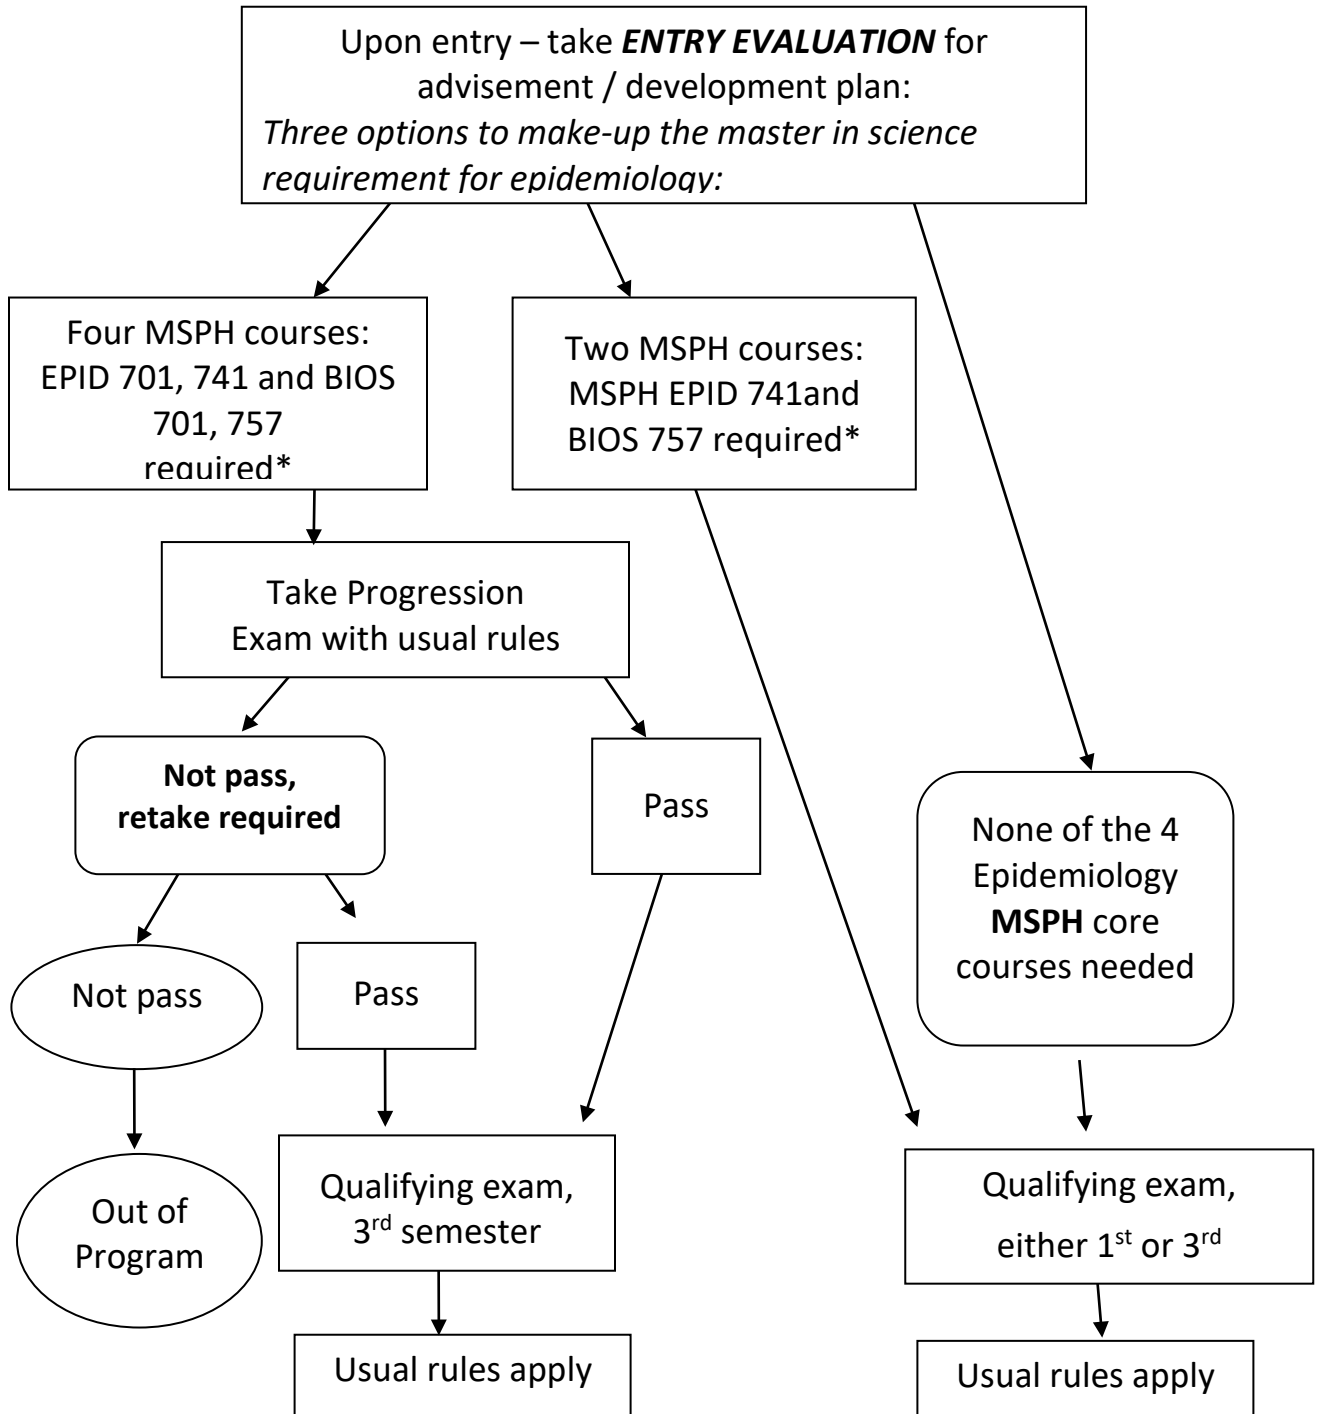 Upon entry – take ENTRY EVALUATION for
advisement / development plan:
Three options to make-up the master in science
requirement for epidemiology:
Four MSPH courses:
EPID 701, 741 and BIOS
701, 757
required*
Two MSPH courses:
MSPH EPID 741and
BIOS 757 required*
Take Progression
Exam with usual rules
Not pass,
retake required
Pass
None of the 4
Epidemiology
MSPH core
courses needed
Not pass
Pass
Out of
Program
Qualifying exam,
3rd semester
Qualifying exam,
either 1st or 3rd
Usual rules apply
Usual rules apply